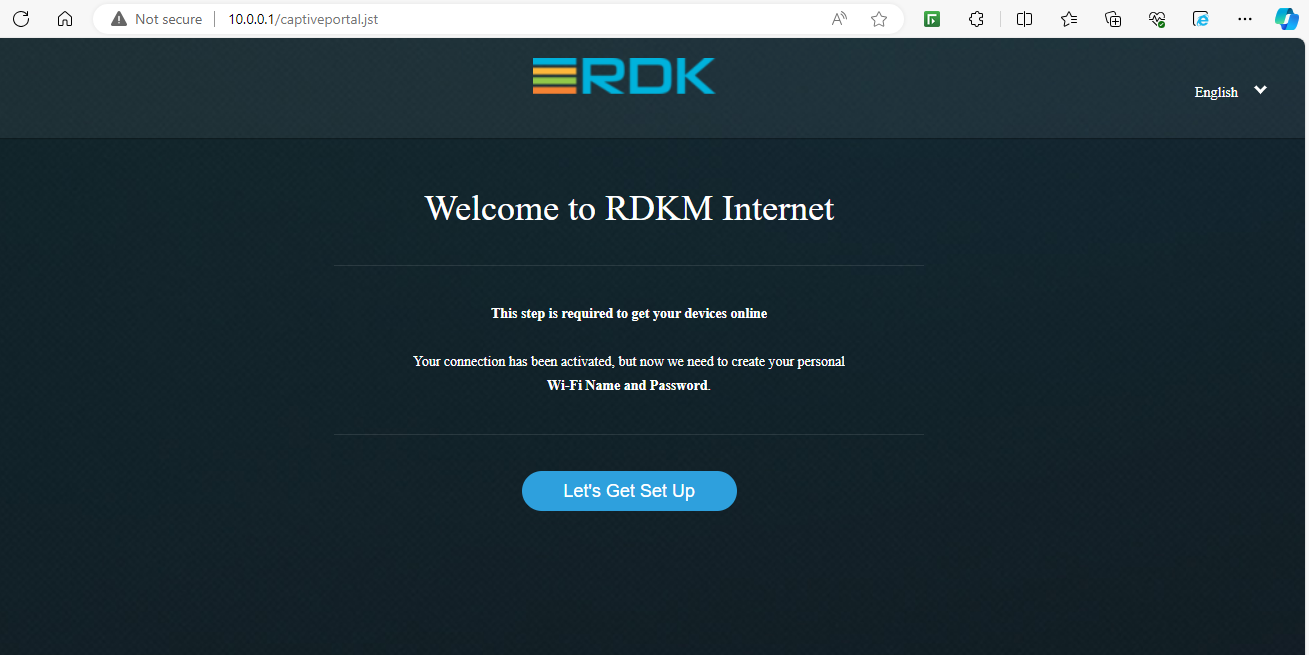 Not secure
10.0.0.1/captiveportal.jst
RDK
English
Welcome to RDKM Internet
This step is required to get your devices online
Your connection has been activated, but now we need to create your personal
Wi-Fi Name and Password.
Let's Get Set Up